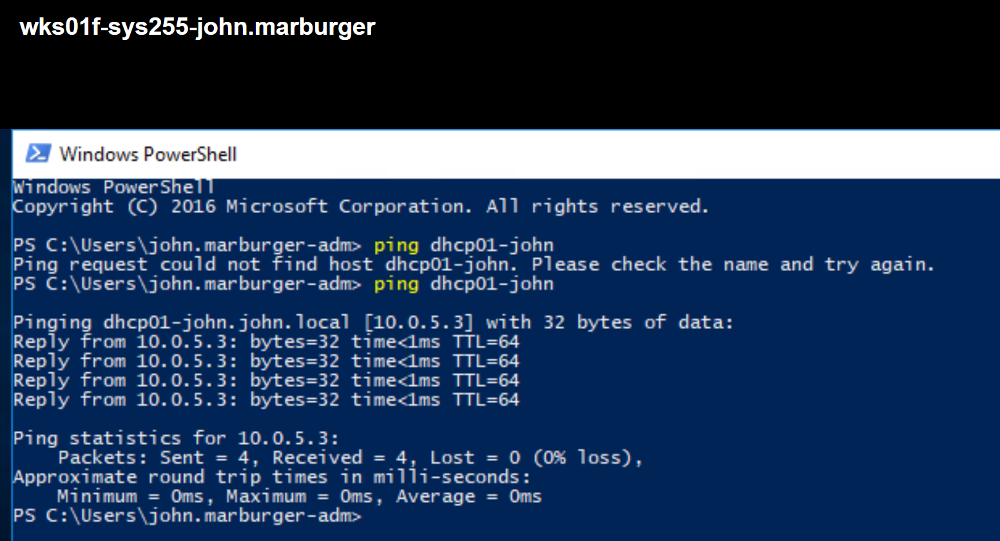 wks01f-sys255-john.marburger
Windows PowerShell
Windows PowerShell
Copyright (C) 2016 Microsoft Corporation. All rights reserved.
PS C:\Users\john.marburger-adm> ping dhcp01-john
Ping request could not find host dhcp01-john. Please check the name and try again.
PS C:\Users\john.marburger-adm> ping dhcp01-john
Pinging dhcp01-john.john.local [10.0.5.3] with 32 bytes of data:
Reply from 10.0.5.3: bytes=32 time<1ms TTL=64
Reply from 10.0.5.3: bytes=32 time<1ms TTL=64
Reply from 10.0.5.3: bytes=32 time<1ms TTL=64
Reply from 10.0.5.3: bytes=32 time<1ms TTL=64
Ping statistics for 10.0.5.3:
    Packets: Sent = 4, Received = 4, Lost = 0 (0% loss),
Approximate round trip times in milli-seconds:
    Minimum = 0ms, Maximum = 0ms, Average = 0ms
PS C:\Users\john.marburger-adm>